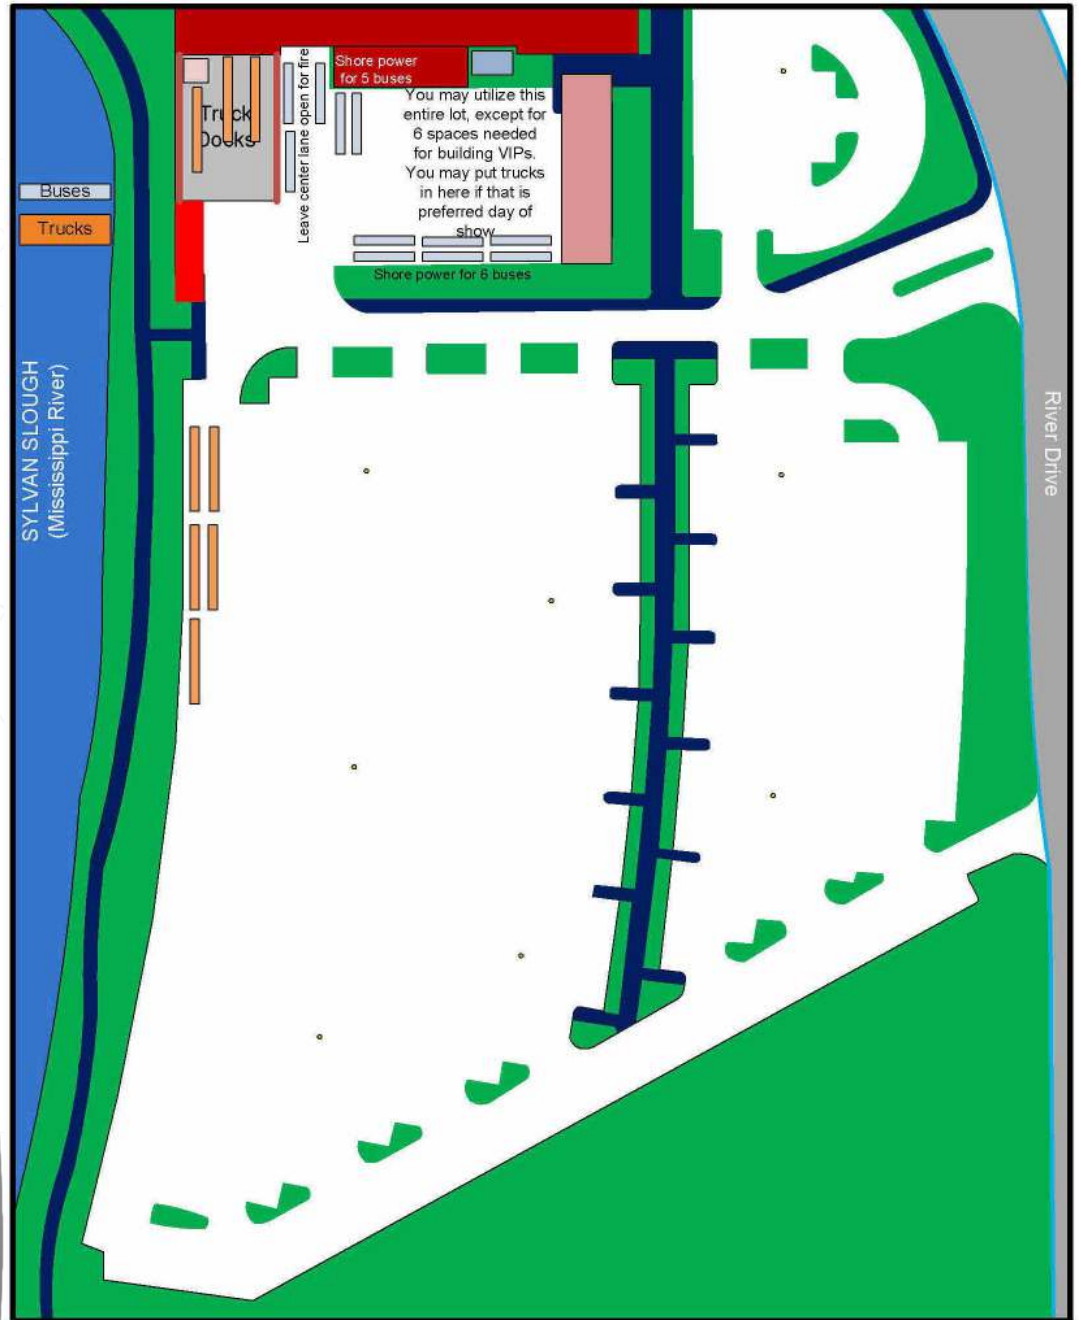 Shore power
for 5 buses
Truck
Docks
Leave center lane open for fire
You may utilize this
entire lot, except for
6 spaces needed
for building VIPs.
You may put trucks
in here if that is
preferred day of
show
Shore power for 6 buses
Buses
Trucks
SYLVAN SLOUGH
(Mississippi River)
River Drive